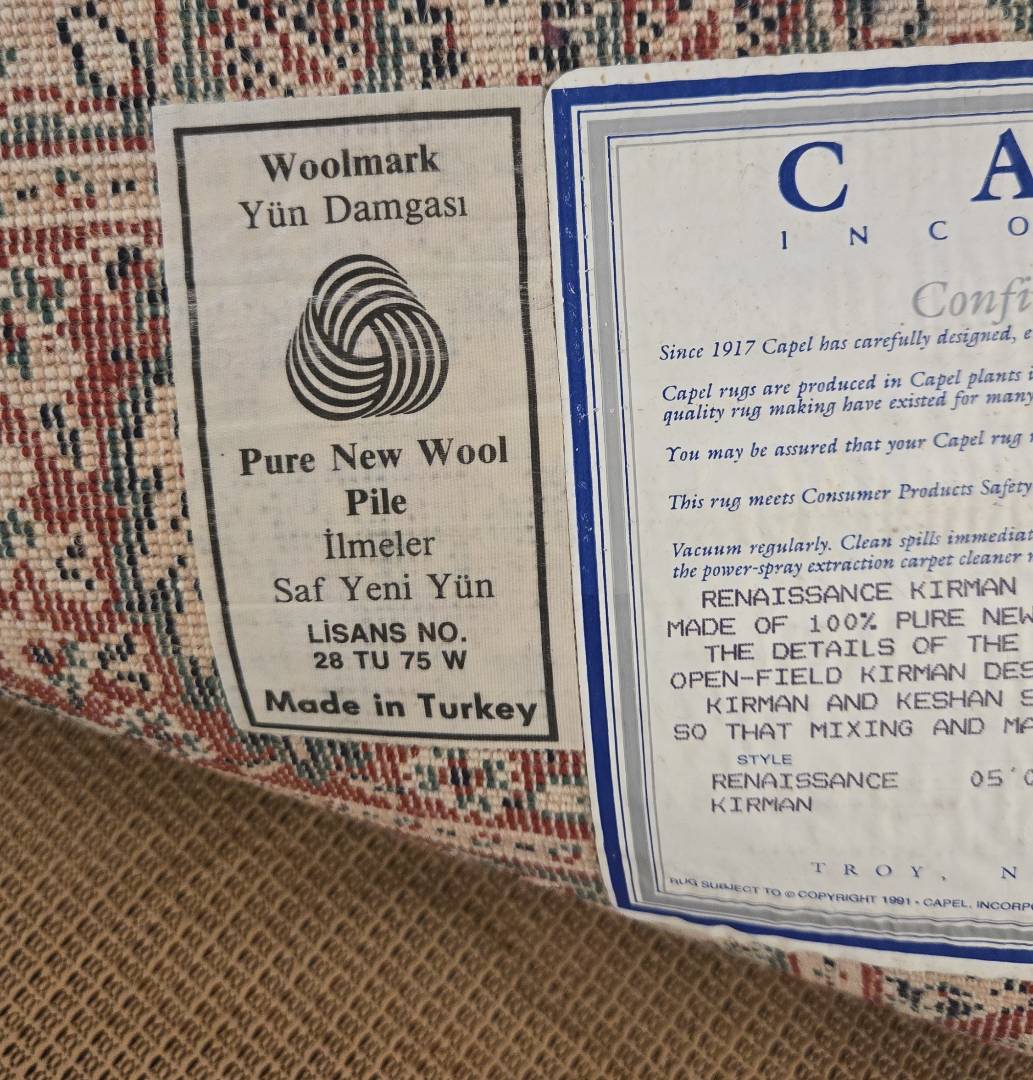 Woolmark
Yün Damgası
Pure New Wool
Pile
İlmeler
Saf Yeni Yün
LİSANS NO.
28 TU 75 W
Made in Turkey
C A
I N C O
Confi
Since 1917 Capel has carefully designed, e
Capel rugs are produced in Capel plants i
quality rug making have existed for many
You may be assured that your Capel rug
This rug meets Consumer Products Safety
Vacuum regularly. Clean spills immediat
the power-spray extraction carpet cleaner
RENAISSANCE KIRMAN
MADE OF 100% PURE NEW
THE DETAILS OF THE
OPEN-FIELD KIRMAN DES
KIRMAN AND KESHAN S
SO THAT MIXING AND MA
STYLE
RENAISSANCE 05'0
KIRMAN
TROY, N
RUG SUBJECT TO © COPYRIGHT 1991 • CAPEL, INCORPO